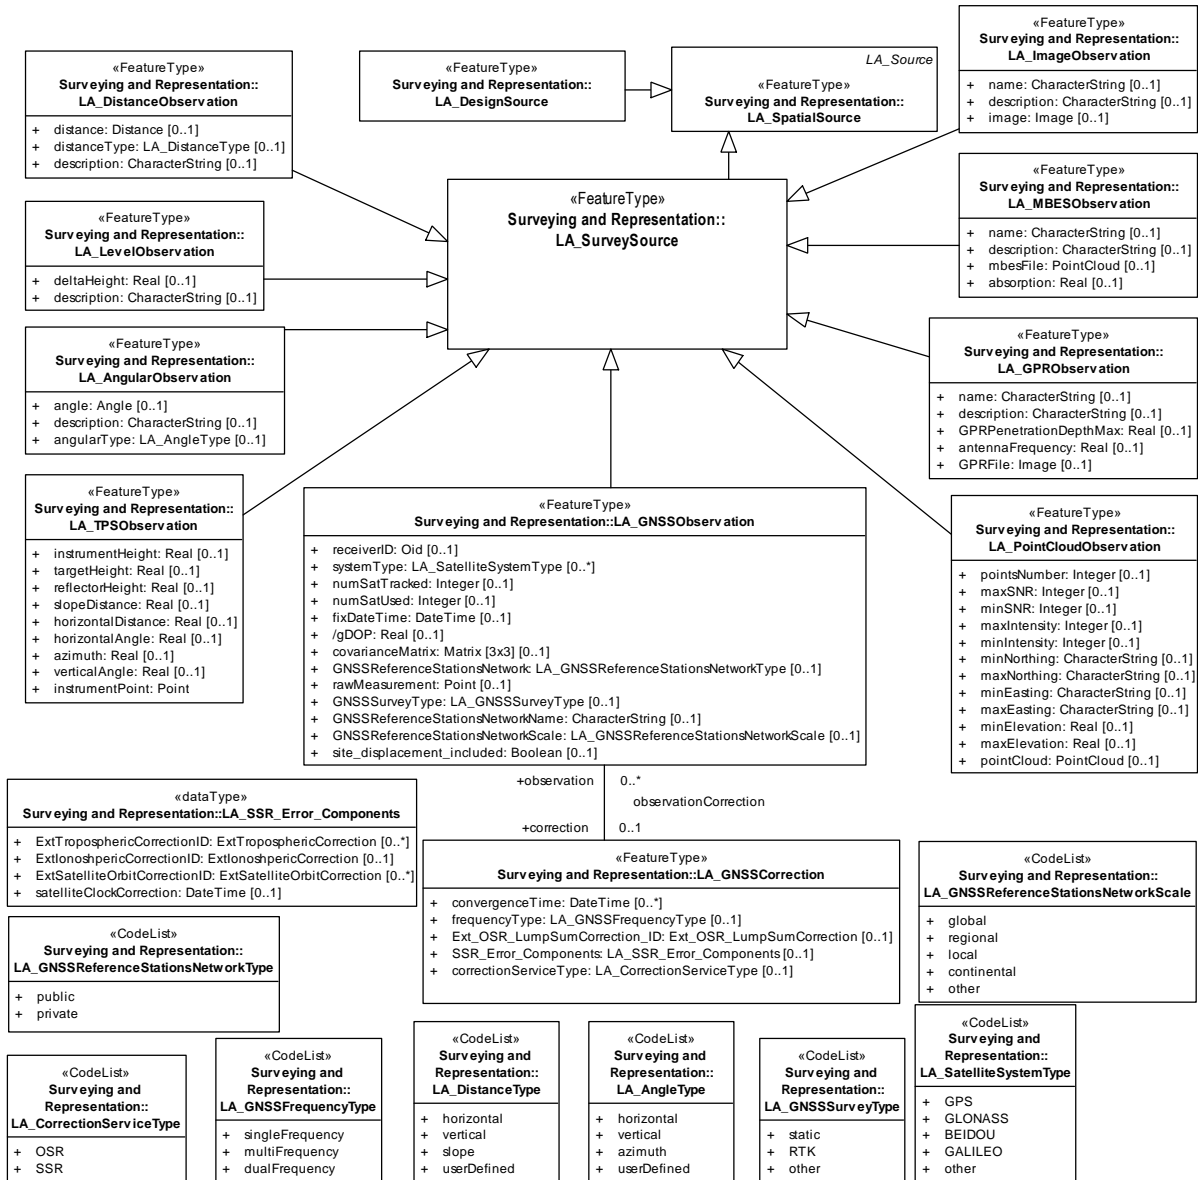 «FeatureType»
Surveying and Representation::
LA_DistanceObservation
+ distance: Distance [0..1]
+ distanceType: LA_DistanceType [0..1]
+ description: CharacterString [0..1]
«FeatureType»
Surveying and Representation::
LA_DesignSource
LA_Source
«FeatureType»
Surveying and Representation::
LA_SpatialSource
«FeatureType»
Surveying and Representation::
LA_ImageObservation
+ name: CharacterString [0..1]
+ description: CharacterString [0..1]
+ image: Image [0..1]
«FeatureType»
Surveying and Representation::
LA_SurveySource
«FeatureType»
Surveying and Representation::
LA_MBESObservation
+ name: CharacterString [0..1]
+ description: CharacterString [0..1]
+ mbesFile: PointCloud [0..1]
+ absorption: Real [0..1]
«FeatureType»
Surveying and Representation::
LA_LevelObservation
+ deltaHeight: Real [0..1]
+ description: CharacterString [0..1]
«FeatureType»
Surveying and Representation::
LA_AngularObservation
+ angle: Angle [0..1]
+ description: CharacterString [0..1]
+ angularType: LA_AngleType [0..1]
«FeatureType»
Surveying and Representation::
LA_GPRObservation
+ name: CharacterString [0..1]
+ description: CharacterString [0..1]
+ GPRPenetrationDepthMax: Real [0..1]
+ antennaFrequency: Real [0..1]
+ GPRFile: Image [0..1]
«FeatureType»
Surveying and Representation::
LA_TPSObservation
+ instrumentHeight: Real [0..1]
+ targetHeight: Real [0..1]
+ reflectorHeight: Real [0..1]
+ slopeDistance: Real [0..1]
+ horizontalDistance: Real [0..1]
+ horizontalAngle: Real [0..1]
+ azimuth: Real [0..1]
+ verticalAngle: Real [0..1]
+ instrumentPoint: Point
«FeatureType»
Surveying and Representation::LA_GNSSObservation
+ receiverID: Oid [0..1]
+ systemType: LA_SatelliteSystemType [0..*]
+ numSatTracked: Integer [0..1]
+ numSatUsed: Integer [0..1]
+ fixDateTime: DateTime [0..1]
+ /gDOP: Real [0..1]
+ covarianceMatrix: Matrix [3x3] [0..1]
+ GNSSReferenceStationsNetwork: LA_GNSSReferenceStationsNetworkType [0..1]
+ rawMeasurement: Point [0..1]
+ GNSSSurveyType: LA_GNSSSurveyType [0..1]
+ GNSSReferenceStationsNetworkName: CharacterString [0..1]
+ GNSSReferenceStationsNetworkScale: LA_GNSSReferenceStationsNetworkScale [0..1]
+ site_displacement_included: Boolean [0..1]
«FeatureType»
Surveying and Representation::
LA_PointCloudObservation
+ pointsNumber: Integer [0..1]
+ maxSNR: Integer [0..1]
+ minSNR: Integer [0..1]
+ maxIntensity: Integer [0..1]
+ minIntensity: Integer [0..1]
+ minNorthing: CharacterString [0..1]
+ maxNorthing: CharacterString [0..1]
+ minEasting: CharacterString [0..1]
+ maxEasting: CharacterString [0..1]
+ minElevation: Real [0..1]
+ maxElevation: Real [0..1]
+ pointCloud: PointCloud [0..1]
+observation 0..*
observationCorrection
+correction 0..1
«dataType»
Surveying and Representation::LA_SSR_Error_Components
+ ExtTroposphericCorrectionID: ExtTroposphericCorrection [0..*]
+ ExtIonoshpericCorrectionID: ExtIonoshpericCorrection [0..1]
+ ExtSatelliteOrbitCorrectionID: ExtSatelliteOrbitCorrection [0..*]
+ satelliteClockCorrection: DateTime [0..1]
«FeatureType»
Surveying and Representation::LA_GNSSCorrection
+ convergenceTime: DateTime [0..*]
+ frequencyType: LA_GNSSFrequencyType [0..1]
+ Ext_OSR_LumpSumCorrection_ID: Ext_OSR_LumpSumCorrection [0..1]
+ SSR_Error_Components: LA_SSR_Error_Components [0..1]
+ correctionServiceType: LA_CorrectionServiceType [0..1]
«CodeList»
Surveying and Representation::
LA_GNSSReferenceStationsNetworkScale
+ global
+ regional
+ local
+ continental
+ other
«CodeList»
Surveying and Representation::
LA_GNSSReferenceStationsNetworkType
+ public
+ private
«CodeList»
Surveying and
Representation::
LA_CorrectionServiceType
+ OSR
+ SSR
«CodeList»
Surveying and
Representation::
LA_GNSSFrequencyType
+ singleFrequency
+ multiFrequency
+ dualFrequency
«CodeList»
Surveying and
Representation::
LA_DistanceType
+ horizontal
+ vertical
+ slope
+ userDefined
«CodeList»
Surveying and
Representation::
LA_AngleType
+ horizontal
+ vertical
+ azimuth
+ userDefined
«CodeList»
Surveying and
Representation::
LA_GNSSSurveyType
+ static
+ RTK
+ other
«CodeList»
Surveying and
Representation::
LA_SatelliteSystemType
+ GPS
+ GLONASS
+ BEIDOU
+ GALILEO
+ other